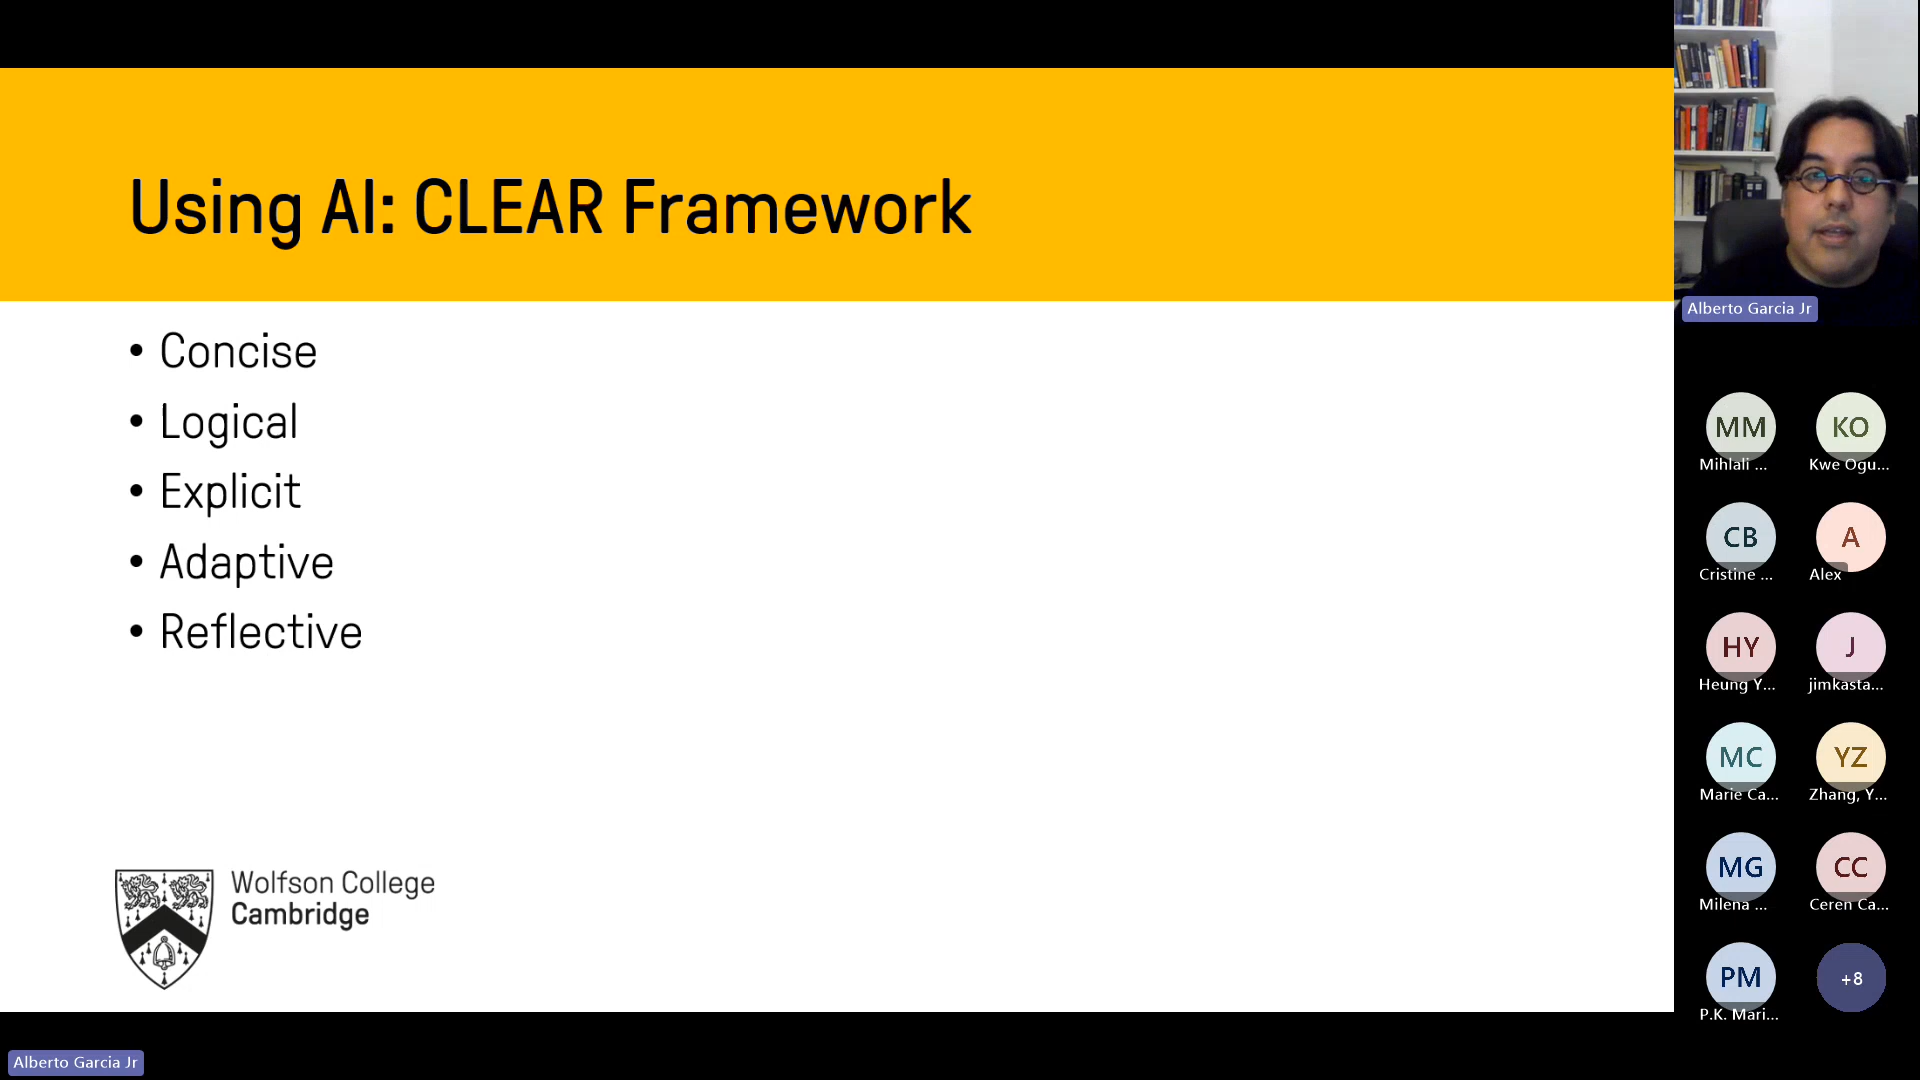 Using AI: CLEAR Framework
• Concise
• Logical
• Explicit
• Adaptive
• Reflective
Wolfson College
Cambridge
Alberto Garcia Jr
Alberto Garcia Jr
MM
Mihlali ...
KO
Kwe Ogu...
CB
Cristine ...
A
Alex
HY
Heung Y...
J
jimkasta...
MC
Marie Ca...
YZ
Zhang, Y...
MG
Milena ...
CC
Ceren Ca...
PM
P.K. Mari...
+8